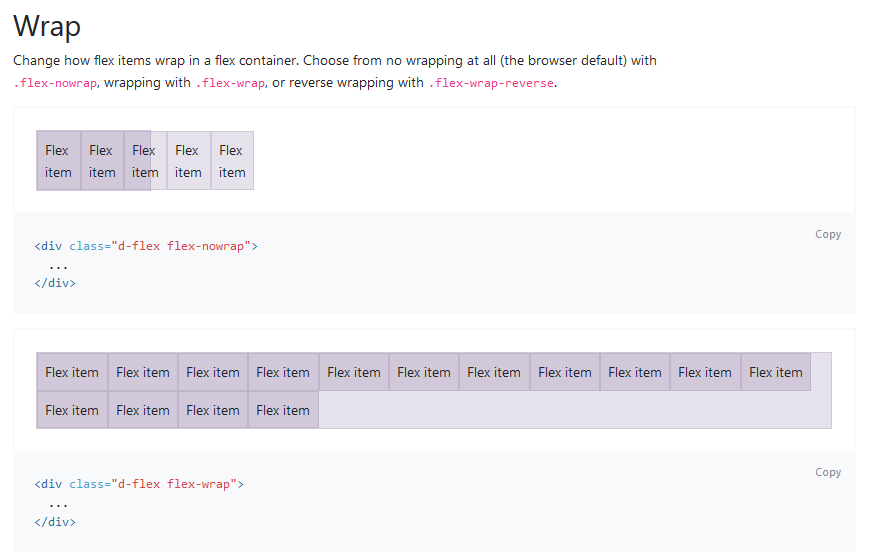 Wrap
Change how flex items wrap in a flex container. Choose from no wrapping at all (the browser default) with
.flex-nowrap, wrapping with .flex-wrap, or reverse wrapping with .flex-wrap-reverse.
Flex Flex Flex Flex Flex
item item item item item
Copy
<div class="d-flex flex-nowrap">
...
</div>
Flex item Flex item Flex item Flex item Flex item Flex item Flex item Flex item Flex item Flex item Flex item
Flex item Flex item Flex item Flex item
Copy
<div class="d-flex flex-wrap">
...
</div>